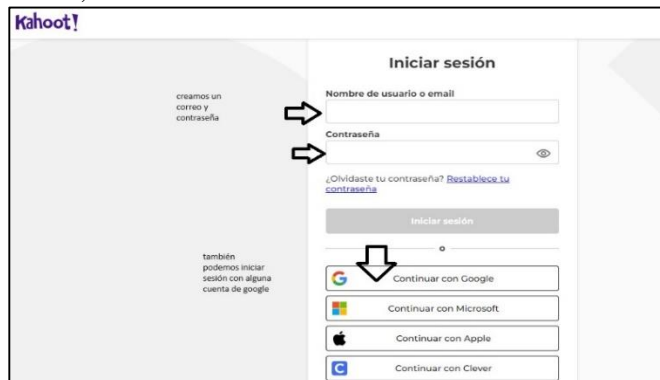 Kahoot!
Iniciar sesión
creamos un
correo y
contraseña
Nombre de usuario o email
Contraseña
¿Olvidaste tu contraseña? Restablece tu
contraseña
Iniciar sesión
o
también
podemos iniciar
sesión con alguna
cuenta de google
Continuar con Google
Continuar con Microsoft
Continuar con Apple
Continuar con Clever